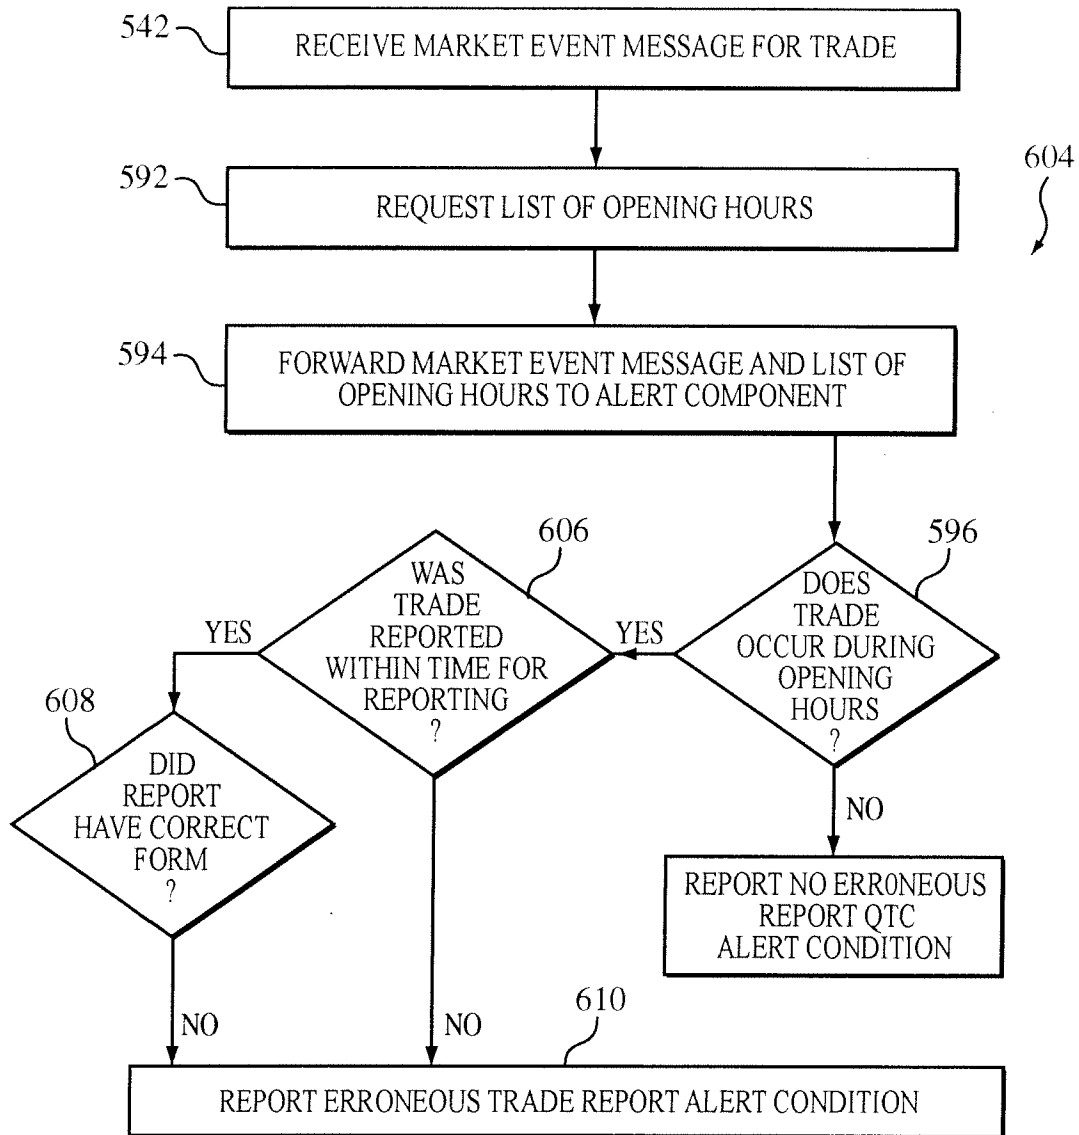 542
RECEIVE MARKET EVENT MESSAGE FOR TRADE
592
REQUEST LIST OF OPENING HOURS
604
594
FORWARD MARKET EVENT MESSAGE AND LIST OF
OPENING HOURS TO ALERT COMPONENT
606
WAS
TRADE
REPORTED
WITHIN TIME FOR
REPORTING
?
596
DOES
TRADE
OCCUR DURING
OPENING
HOURS
?
YES
YES
608
DID
REPORT
HAVE CORRECT
FORM
?
NO
REPORT NO ERR0NEOUS
REPORT QTC
ALERT CONDITION
NO
NO
610
REPORT ERRONEOUS TRADE REPORT ALERT CONDITION